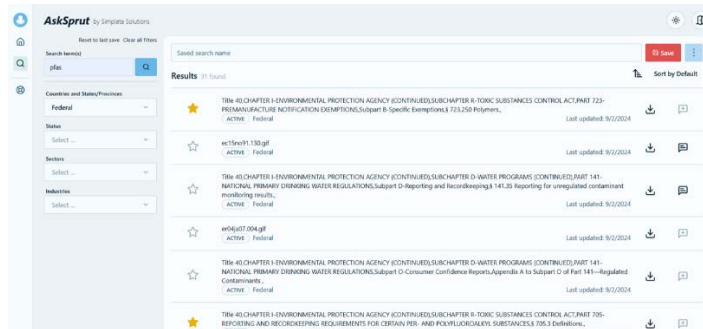 AskSprut by Simplata Solutions
Reset to last save Clear all filters
Search term(s)
pfas
Countries and States/Provinces
Federal
Status
Select ...
Sectors
Select ...
Industries
Select ...
Saved search name
Save
Results 31 found
Sort by Default
Title 40,CHAPTER I-ENVIRONMENTAL PROTECTION AGENCY (CONTINUED),SUBCHAPTER R-TOXIC SUBSTANCES CONTROL ACT,PART 723-
PREMANUFACTURE NOTIFICATION EXEMPTIONS,Subpart B-Specific Exemptions,§ 723.250 Polymers.,
ACTIVE Federal Last updated: 9/2/2024
ec15no91.130.gif
ACTIVE Federal Last updated: 9/2/2024
Title 40,CHAPTER I-ENVIRONMENTAL PROTECTION AGENCY (CONTINUED),SUBCHAPTER D-WATER PROGRAMS (CONTINUED),PART 141-
NATIONAL PRIMARY DRINKING WATER REGULATIONS,Subpart D-Reporting and Recordkeeping,§ 141.35 Reporting for unregulated contaminant
monitoring results.,
ACTIVE Federal Last updated: 9/2/2024
er04ja07.004.gif
ACTIVE Federal Last updated: 9/2/2024
Title 40,CHAPTER I-ENVIRONMENTAL PROTECTION AGENCY (CONTINUED),SUBCHAPTER D-WATER PROGRAMS (CONTINUED),PART 141-
NATIONAL PRIMARY DRINKING WATER REGULATIONS,Subpart O-Consumer Confidence Reports,Appendix A to Subpart O of Part 141—Regulated
Contaminants ,
ACTIVE Federal Last updated: 9/2/2024
Title 40,CHAPTER I-ENVIRONMENTAL PROTECTION AGENCY (CONTINUED),SUBCHAPTER R-TOXIC SUBSTANCES CONTROL ACT,PART 705-
REPORTING AND RECORDKEEPING REQUIREMENTS FOR CERTAIN PER- AND POLYFLUOROALKYL SUBSTANCES,§ 705.3 Definitions.,